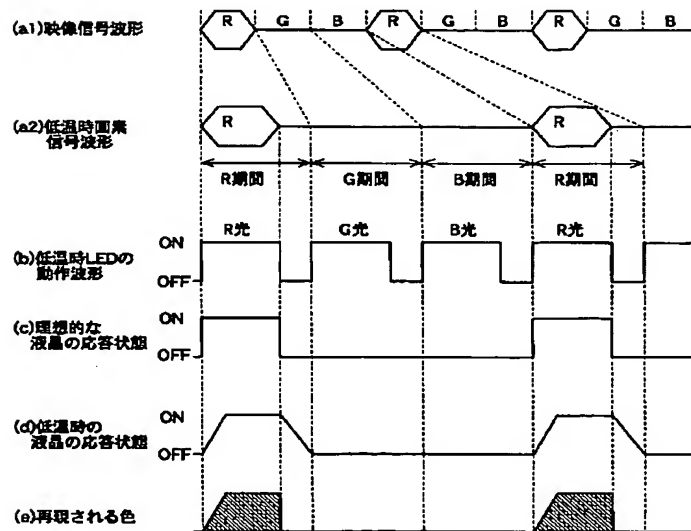 R G B R G B R G B
(a1)映像信号波形
(a2)低温時画素
信号波形
R R
R期間 G期間 B期間 R期間
R光 G光 B光 R光
ON
(b)低温時LEDの
動作波形
OFF
ON
(c)理想的な
液晶の応答状態
OFF
ON
(d)低温時の
液晶の応答状態
OFF
(e)再現される色